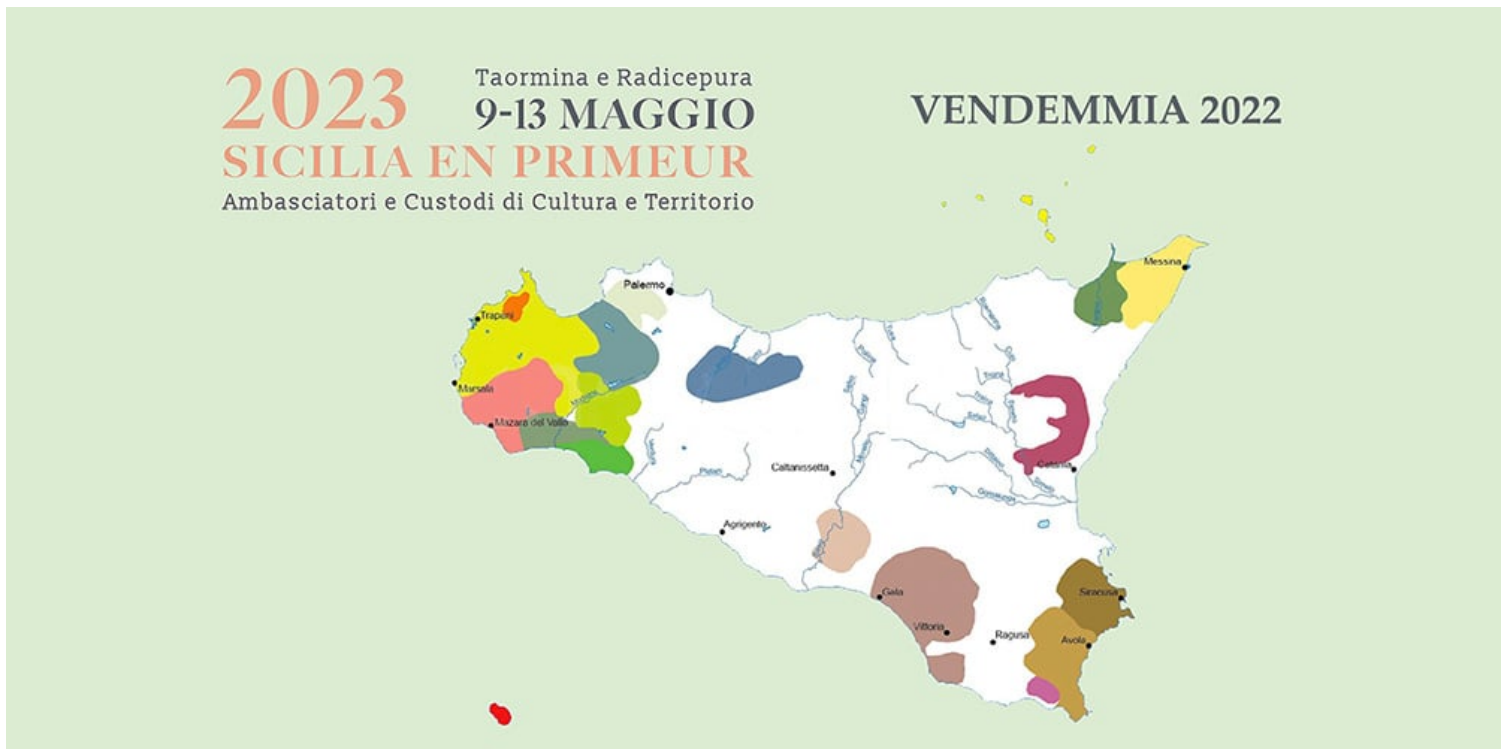 2023
Taormina e Radicepura
9-13 MAGGIO
SICILIA EN PRIMEUR
Ambasciatori e Custodi di Cultura e Territorio
VENDEMMIA 2022
Messina
Palermo
Trapani
Marsala
Mazara del Vallo
Caltanissetta
Catania
Agrigento
Gela
Siracusa
Vittoria
Ragusa
Avola